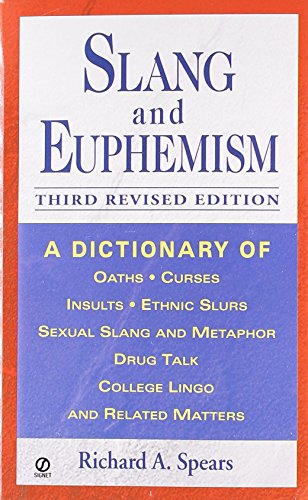 SLANG
and
EUPHEMISM
THIRD REVISED EDITION
A DICTIONARY OF
OATHS • CURSES
INSULTS • ETHNIC SLURS
SEXUAL SLANG AND METAPHOR
DRUG TALK
COLLEGE LINGO
AND RELATED MATTERS
SIGNET
Richard A. Spears